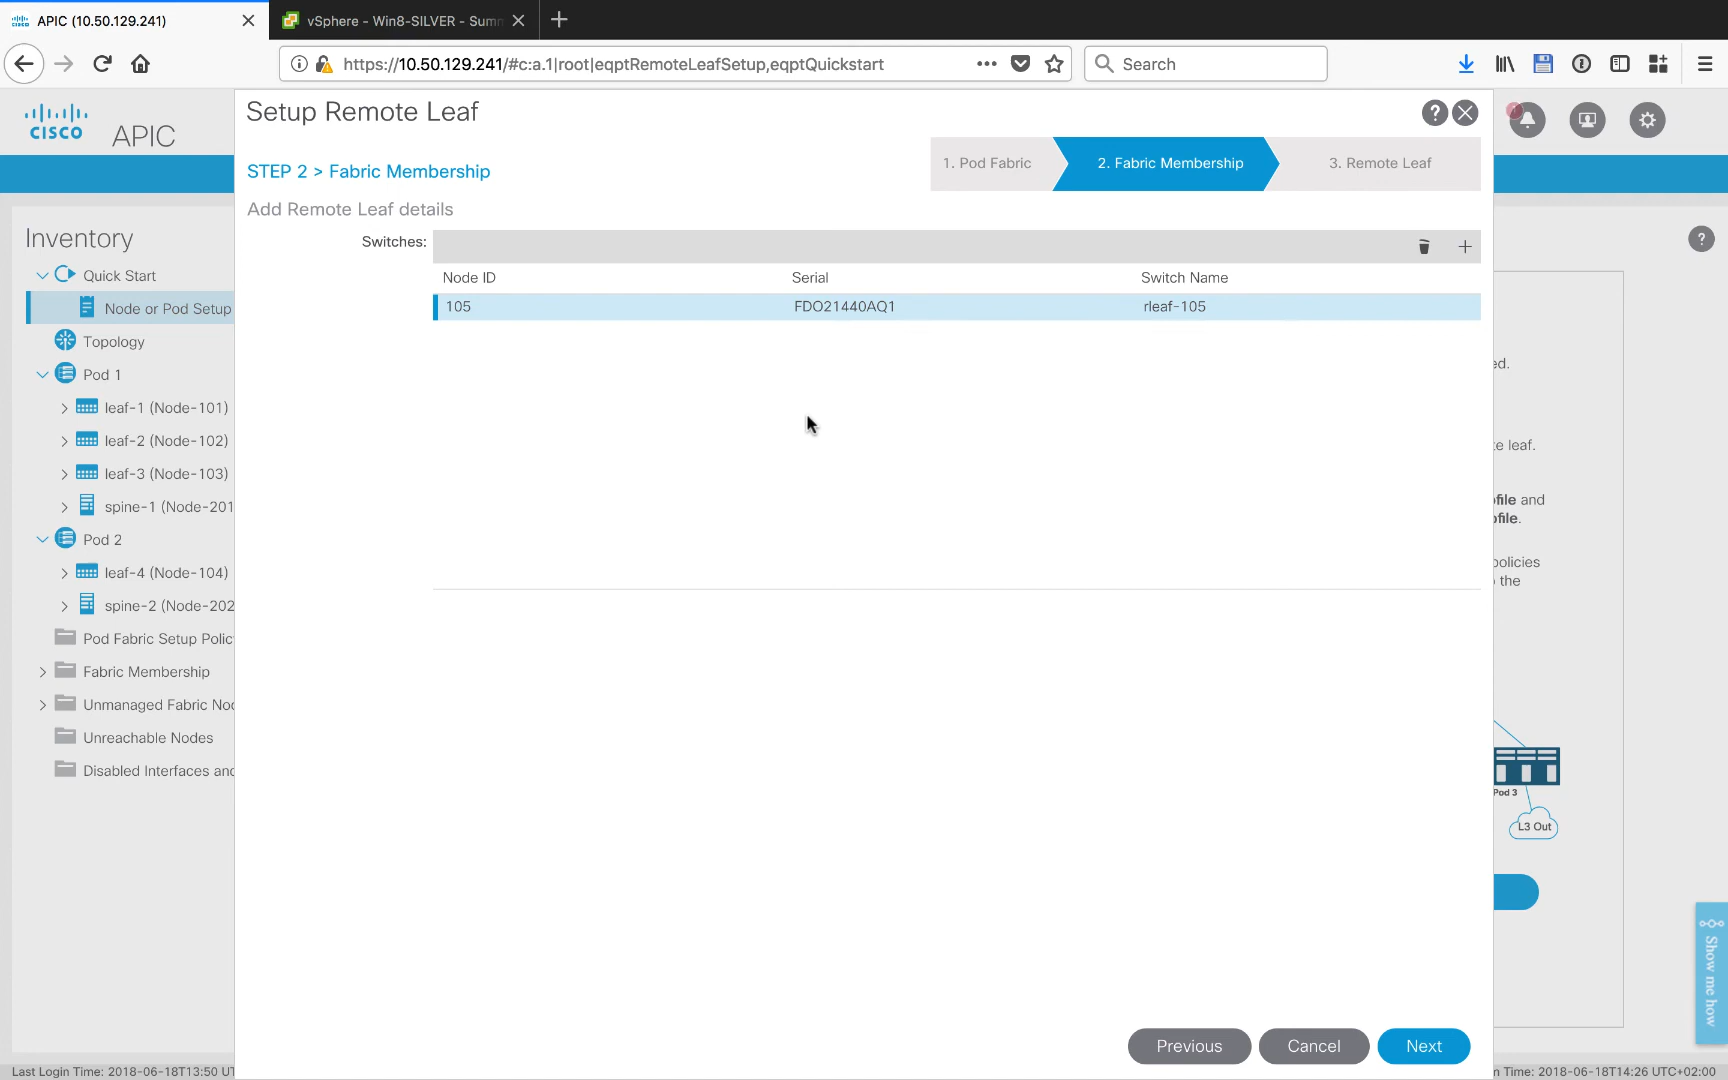 APIC (10.50.129.241)
vSphere - Win8-SILVER - Sum
https://10.50.129.241/#c:a.1|root|eqptRemoteLeafSetup,eqptQuickstart
Search
CISCO
APIC
Setup Remote Leaf
STEP 2 > Fabric Membership
1. Pod Fabric
2. Fabric Membership
3. Remote Leaf
Add Remote Leaf details
Switches:
Node ID
Serial
Switch Name
105
FDO21440AQ1
rleaf-105
Inventory
Quick Start
Node or Pod Setup
Topology
Pod 1
leaf-1 (Node-101)
leaf-2 (Node-102)
leaf-3 (Node-103)
spine-1 (Node-201
Pod 2
leaf-4 (Node-104)
spine-2 (Node-202
Pod Fabric Setup Polic
Fabric Membership
Unmanaged Fabric Noc
Unreachable Nodes
Disabled Interfaces and
ed.
e leaf.
file and
ofile.
policies
the
Pod 3
L3 Out
Show me how
Previous
Cancel
Next
Last Login Time: 2018-06-18T13:50 UT
n Time: 2018-06-18T14:26 UTC+02:00